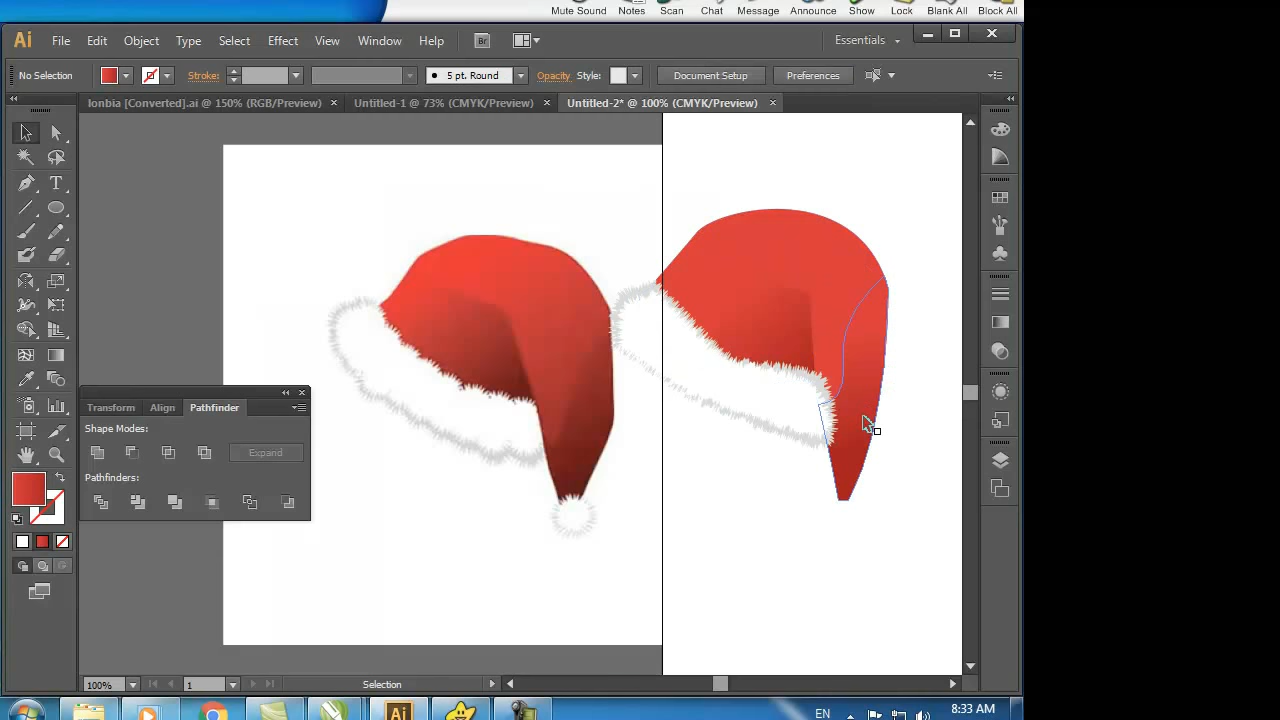 Mute Sound Notes Scan Chat Message Announce Show Lock Blank All Block All
Ai File Edit Object Type Select Effect View Window Help Br Essentials
No Selection Stroke: 5 pt. Round Opacity Style: Document Setup Preferences
lonbia [Converted].ai @ 150% (RGB/Preview) Untitled-1 @ 73% (CMYK/Preview) Untitled-2* @ 100% (CMYK/Preview)
Transform Align Pathfinder
Shape Modes:
Expand
Pathfinders:
100% 1 Selection
Ai EN 8:33 AM